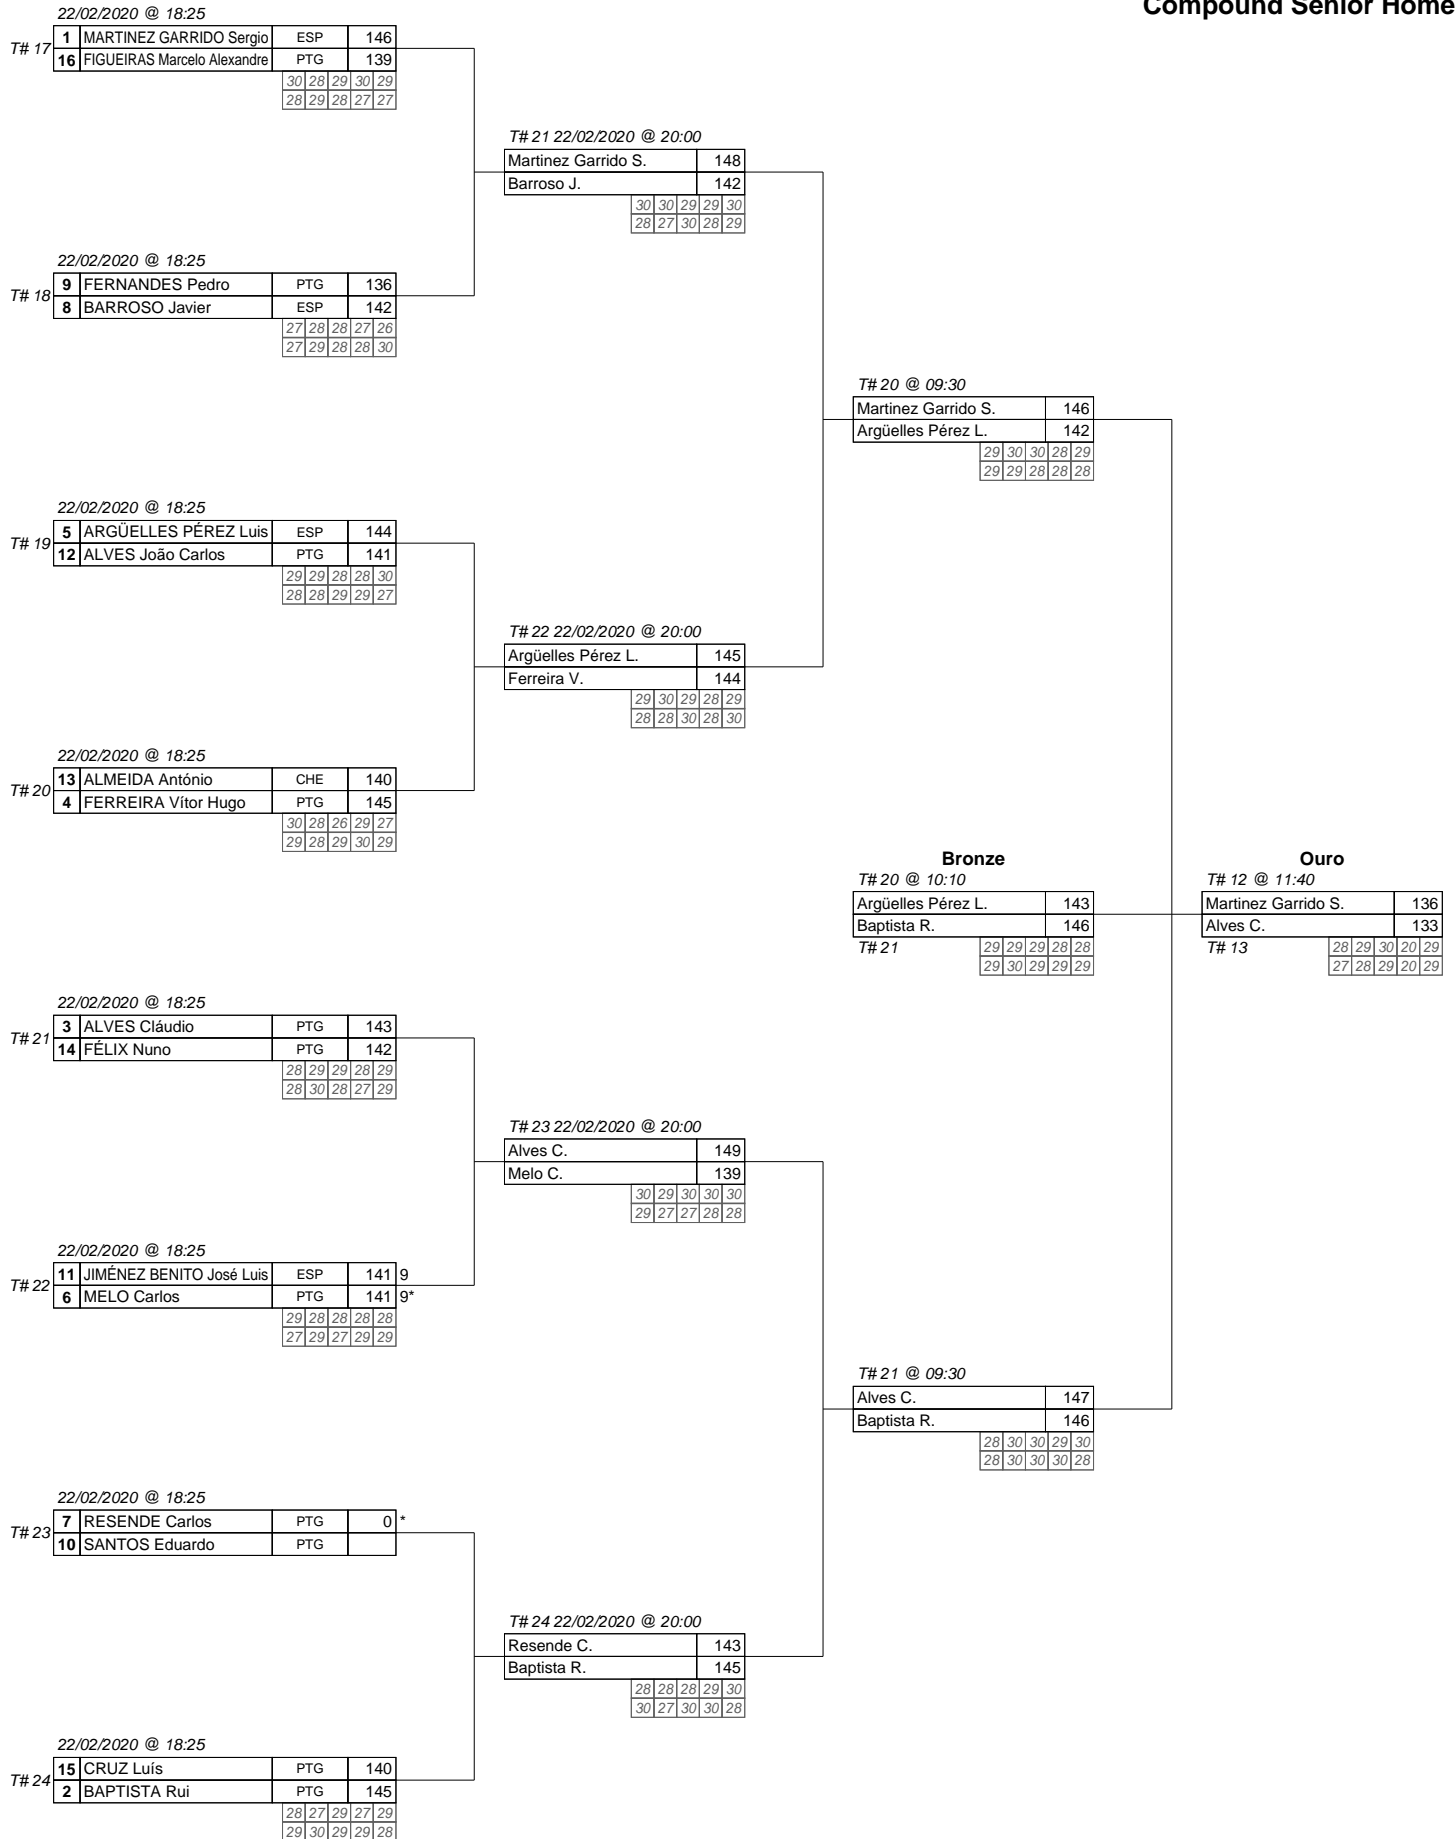 Compound Senior Home
22/02/2020 @ 18:25
T# 17
1 MARTINEZ GARRIDO Sergio ESP 146
16 FIGUEIRAS Marcelo Alexandre PTG 139
30 28 29 30 29
28 29 28 27 27
T# 21 22/02/2020 @ 20:00
Martinez Garrido S. 148
Barroso J. 142
30 30 29 29 30
28 27 30 28 29
22/02/2020 @ 18:25
T# 18
9 FERNANDES Pedro PTG 136
8 BARROSO Javier ESP 142
27 28 28 27 26
27 29 28 28 30
T# 20 @ 09:30
Martinez Garrido S. 146
Argüelles Pérez L. 142
29 30 30 28 29
29 29 28 28 28
22/02/2020 @ 18:25
T# 19
5 ARGÜELLES PÉREZ Luis ESP 144
12 ALVES João Carlos PTG 141
29 29 28 28 30
28 28 29 29 27
T# 22 22/02/2020 @ 20:00
Argüelles Pérez L. 145
Ferreira V. 144
29 30 29 28 29
28 28 30 28 30
22/02/2020 @ 18:25
T# 20
13 ALMEIDA António CHE 140
4 FERREIRA Vítor Hugo PTG 145
30 28 26 29 27
29 28 29 30 29
Bronze
T# 20 @ 10:10
Argüelles Pérez L. 143
Baptista R. 146
T# 21
29 29 29 28 28
29 30 29 29 29
Ouro
T# 12 @ 11:40
Martinez Garrido S. 136
Alves C. 133
T# 13
28 29 30 20 29
27 28 29 20 29
22/02/2020 @ 18:25
T# 21
3 ALVES Cláudio PTG 143
14 FÉLIX Nuno PTG 142
28 29 29 28 29
28 30 28 27 29
T# 23 22/02/2020 @ 20:00
Alves C. 149
Melo C. 139
30 29 30 30 30
29 27 27 28 28
22/02/2020 @ 18:25
T# 22
11 JIMÉNEZ BENITO José Luis ESP 141 9
6 MELO Carlos PTG 141 9*
29 28 28 28 28
27 29 27 29 29
T# 21 @ 09:30
Alves C. 147
Baptista R. 146
28 30 30 29 30
28 30 30 30 28
22/02/2020 @ 18:25
T# 23
7 RESENDE Carlos PTG 0 *
10 SANTOS Eduardo PTG
T# 24 22/02/2020 @ 20:00
Resende C. 143
Baptista R. 145
28 28 28 29 30
30 27 30 30 28
22/02/2020 @ 18:25
T# 24
15 CRUZ Luís PTG 140
2 BAPTISTA Rui PTG 145
28 27 29 27 29
29 30 29 29 28